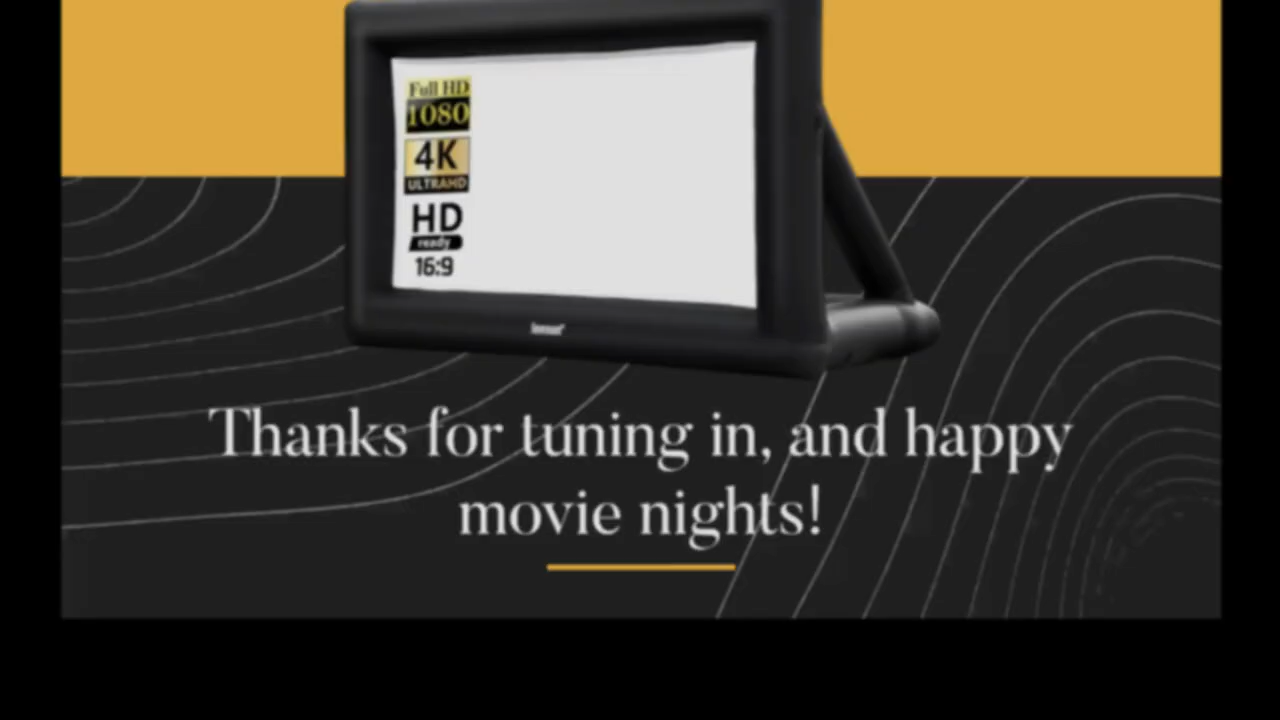 Full HD
1080
4K
ULTRAHD
HD
ready
16:9
Thanks for tuning in, and happy
movie nights!